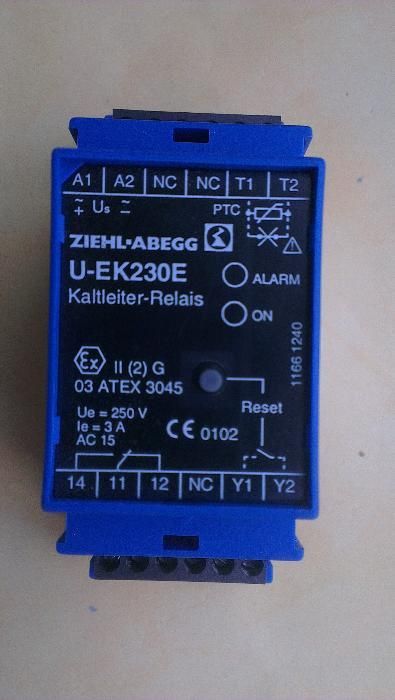 A1 A2 NC NC T1 T2
~ + Us ~ − PTC
ZIEHL-ABEGG
U-EK230E
Kaltleiter-Relais
ALARM
ON
1166 1240
Ex II (2) G
03 ATEX 3045
Reset
Ue = 250 V
Ie = 3 A
AC 15
CE 0102
14 11 12 NC Y1 Y2